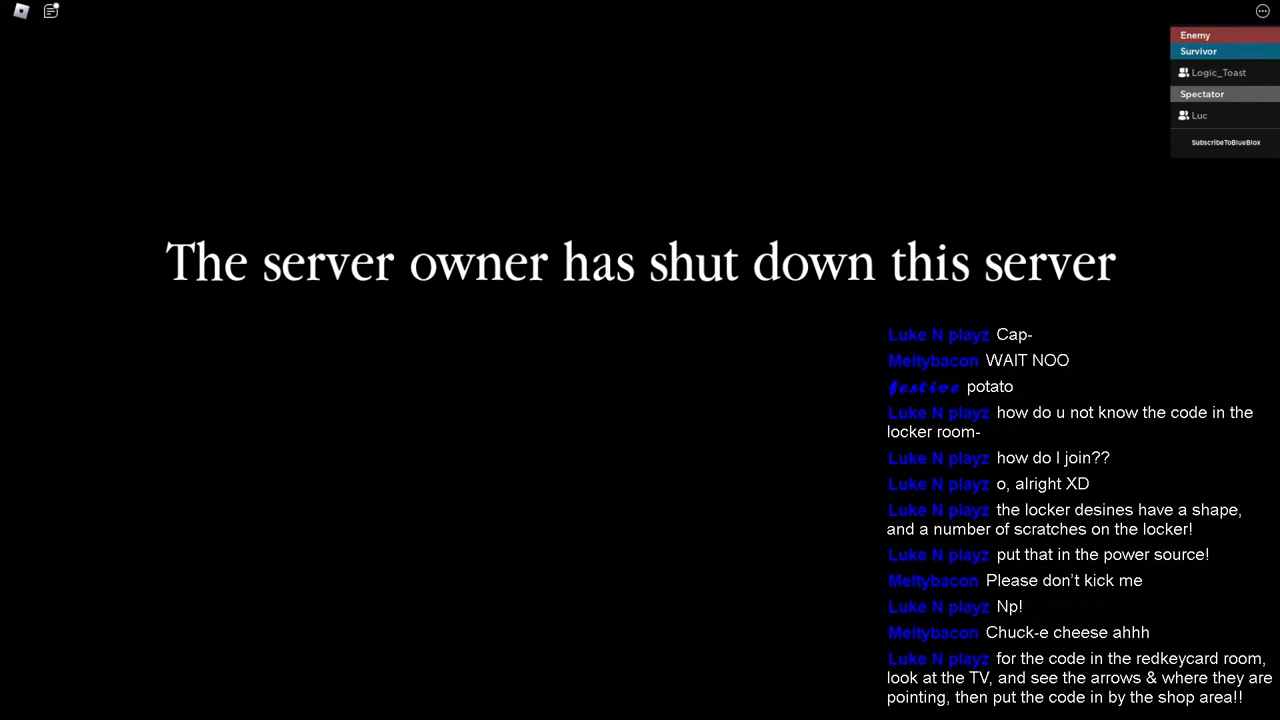 Enemy
Survivor
Logic_Toast
Spectator
Luc
SubscribeToBlueBlox
The server owner has shut down this server
Luke N playz Cap-
Meltybacon WAIT NOO
festive potato
Luke N playz how do u not know the code in the
locker room-
Luke N playz how do I join??
Luke N playz o, alright XD
Luke N playz the locker desines have a shape,
and a number of scratches on the locker!
Luke N playz put that in the power source!
Meltybacon Please don’t kick me
Luke N playz Np!
Meltybacon Chuck-e cheese ahhh
Luke N playz for the code in the redkeycard room,
look at the TV, and see the arrows & where they are
pointing, then put the code in by the shop area!!